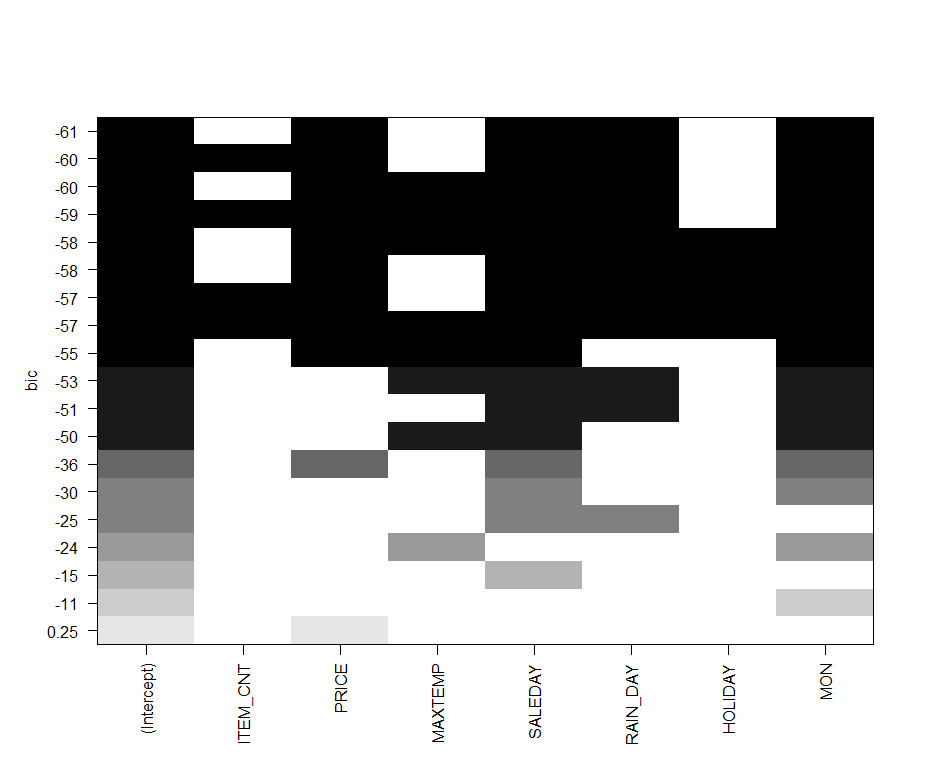 -61
-60
-60
-59
-58
-58
-57
-57
-55
-53
-51
-50
-36
-30
-25
-24
-15
-11
0.25
bic
(Intercept)
ITEM_CNT
PRICE
MAXTEMP
SALEDAY
RAIN_DAY
HOLIDAY
MON